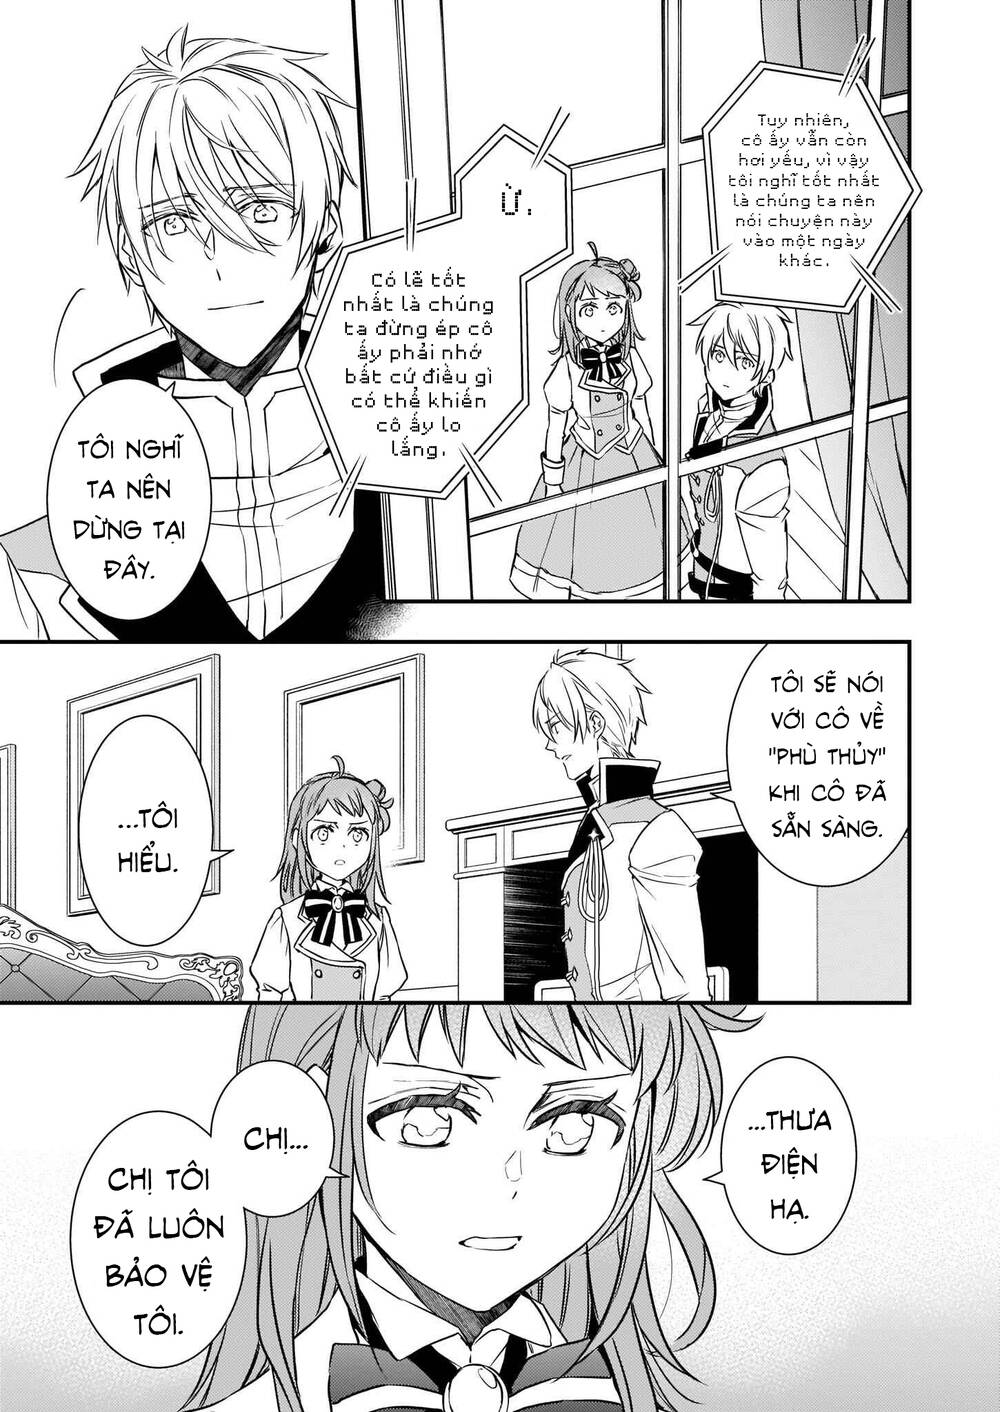 Tuy nhiên,
cô ấy vẫn còn
hơi yếu, vì vậy
tôi nghĩ tốt nhất
là chúng ta nên
nói chuyện này
vào một ngày
khác.
Ừ.
Có lẽ tốt
nhất là chúng
ta đừng ép cô
ấy phải nhớ
bất cứ điều gì
có thể khiến
cô ấy lo
lắng.
TÔI NGHĨ
TA NÊN
DỪNG TẠI
ĐÂY.
TÔI SẼ NÓI
VỚI CÔ VỀ
"PHÙ THỦY"
KHI CÔ ĐÃ
SẴN SÀNG.
...TÔI
HIỂU.
...THƯA
ĐIỆN
HẠ.
CHỊ...
CHỊ TÔI
ĐÃ LUÔN
BẢO VỆ
TÔI.